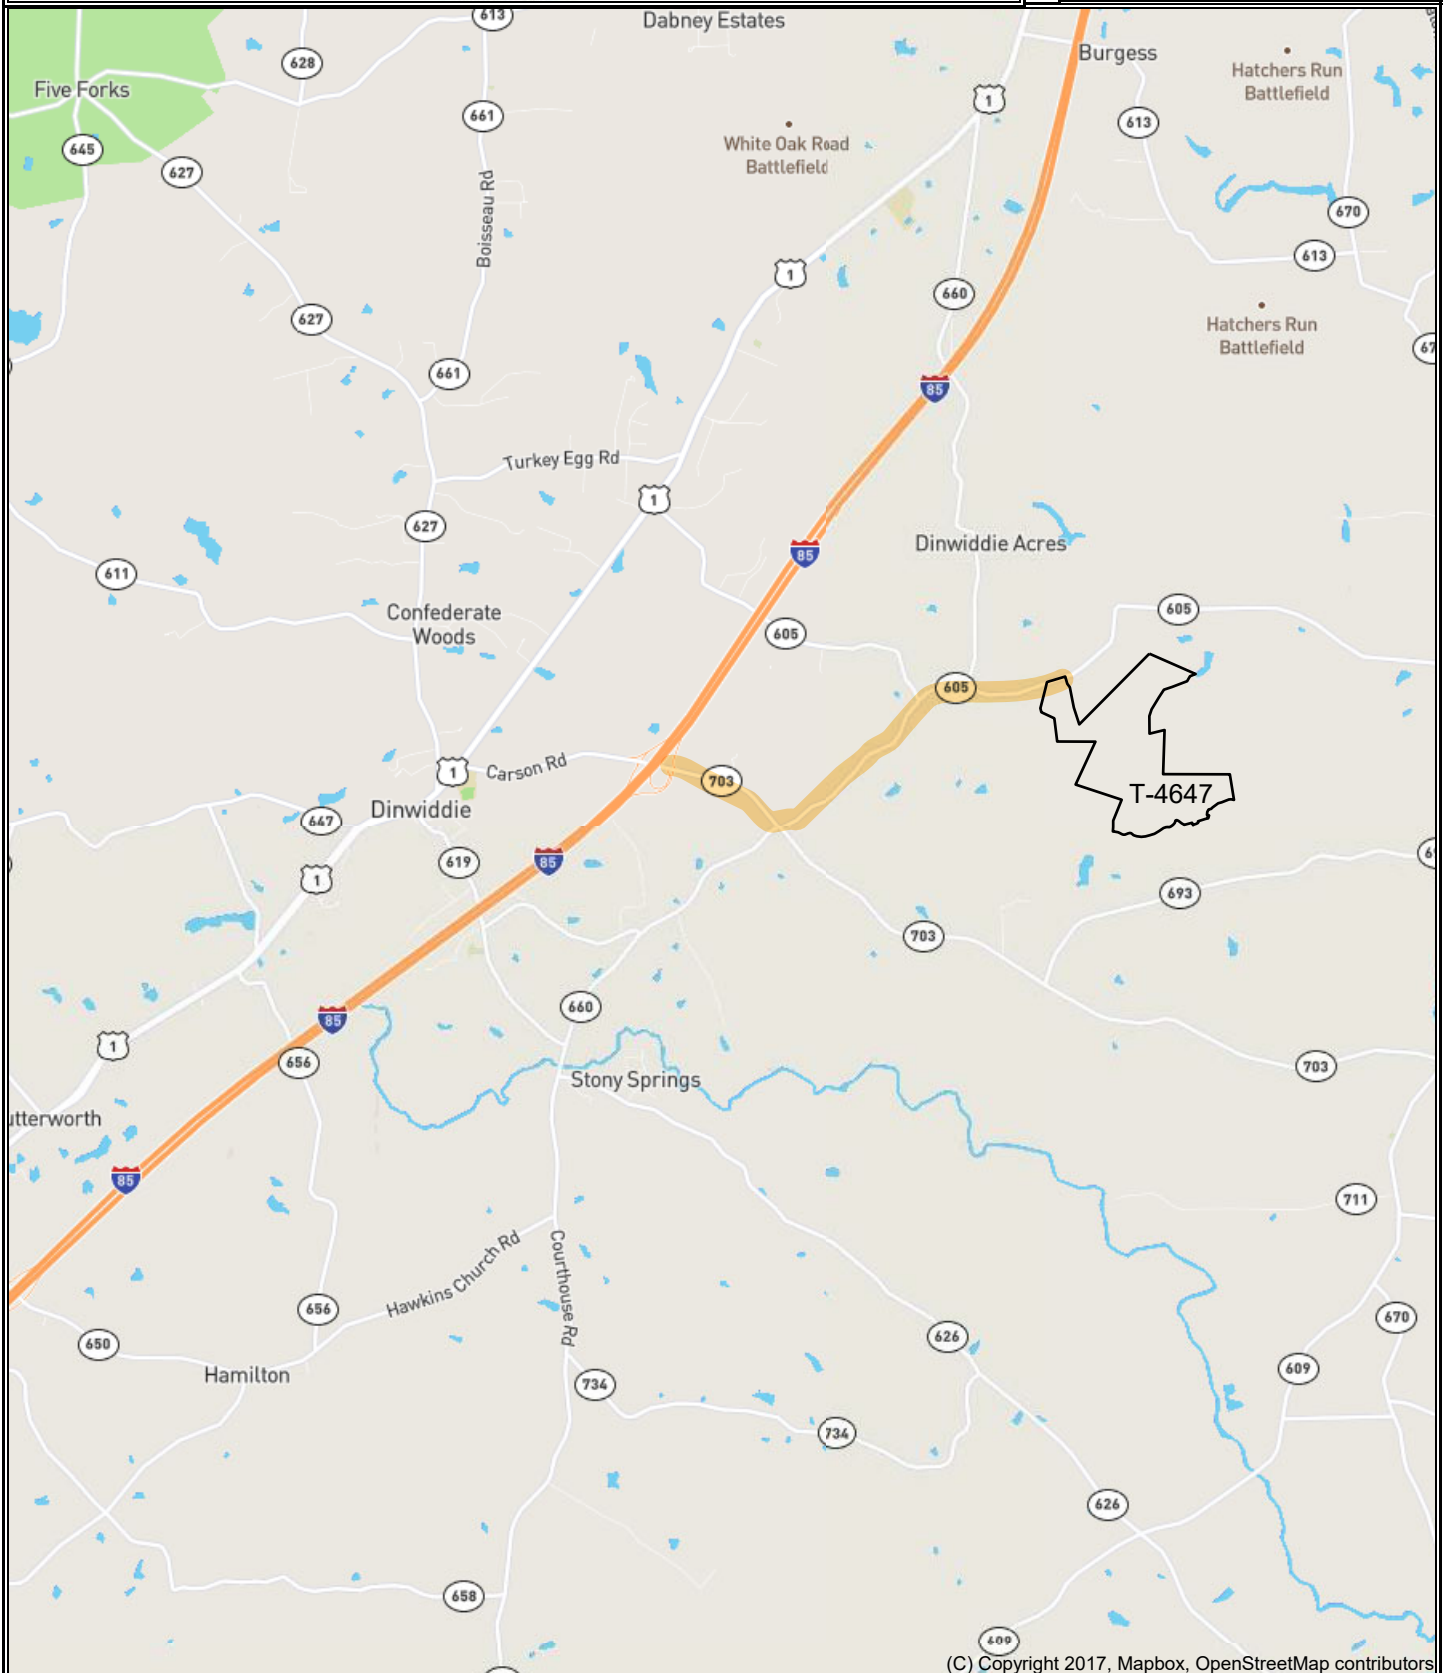 613
Dabney Estates
Burgess
628
Five Forks
Hatchers Run
Battlefield
1
661
613
White Oak Road
Battlefield
645
627
Boisseau Rd
670
613
1
660
627
Hatchers Run
Battlefield
661
85
Turkey Egg Rd
1
627
Dinwiddie Acres
85
611
605
Confederate
Woods
605
605
Carson Rd
1
703
T-4647
Dinwiddie
647
619
85
1
693
703
660
85
1
656
703
Stony Springs
utterworth
85
711
Hawkins Church Rd
Courthouse Rd
656
670
650
626
609
Hamilton
734
734
626
658
609
(C) Copyright 2017, Mapbox, OpenStreetMap contributors